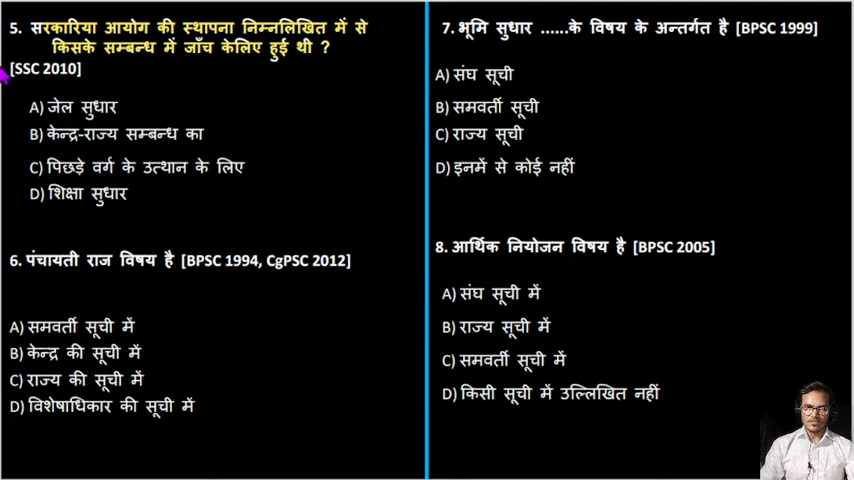 5. सरकारिया आयोग की स्थापना निम्नलिखित में से
किसके सम्बन्ध में जाँच केलिए हुई थी ?
[SSC 2010]
A) जेल सुधार
B) केन्द्र-राज्य सम्बन्ध का
C) पिछड़े वर्ग के उत्थान के लिए
D) शिक्षा सुधार
6. पंचायती राज विषय है [BPSC 1994, CgPSC 2012]
A) समवर्ती सूची में
B) केन्द्र की सूची में
C) राज्य की सूची में
D) विशेषाधिकार की सूची में
7. भूमि सुधार ......के विषय के अन्तर्गत है [BPSC 1999]
A) संघ सूची
B) समवर्ती सूची
C) राज्य सूची
D) इनमें से कोई नहीं
8. आर्थिक नियोजन विषय है [BPSC 2005]
A) संघ सूची में
B) राज्य सूची में
C) समवर्ती सूची में
D) किसी सूची में उल्लिखित नहीं